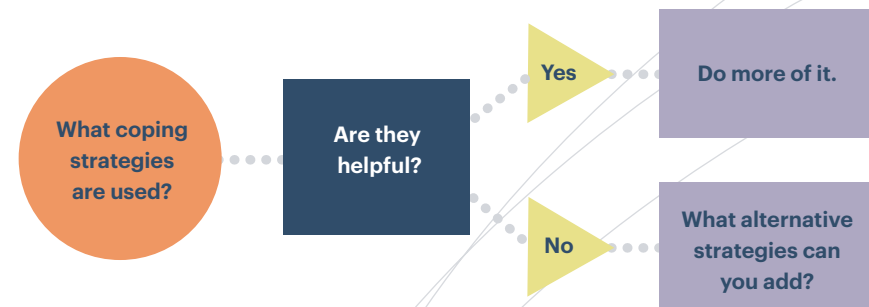 What coping
strategies
are used?
Are they
helpful?
Yes
Do more of it.
No
What alternative
strategies can
you add?